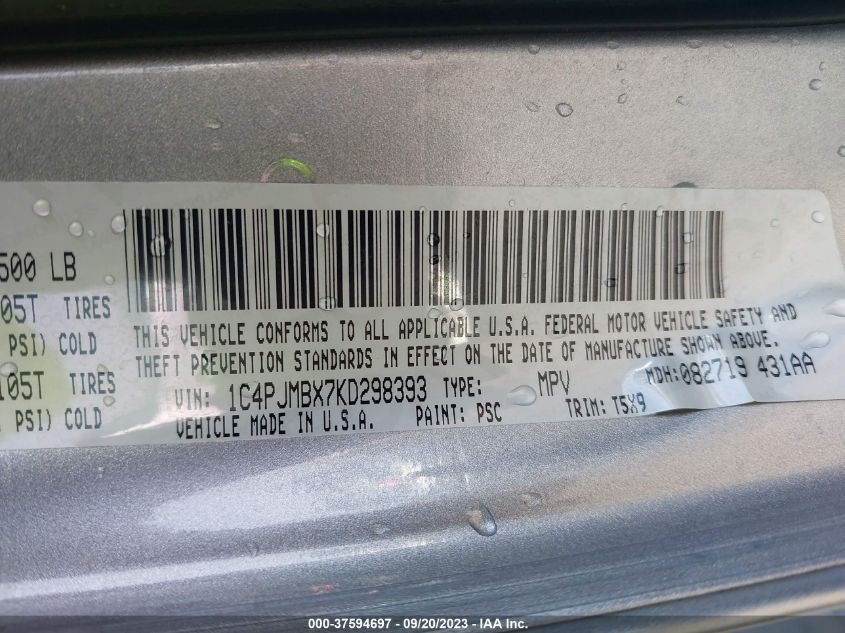 500 LB
05T TIRES
PSI) COLD
105T TIRES
PSI) COLD
THIS VEHICLE CONFORMS TO ALL APPLICABLE U.S.A. FEDERAL MOTOR VEHICLE SAFETY AND
THEFT PREVENTION STANDARDS IN EFFECT ON THE DATE OF MANUFACTURE SHOWN ABOVE.
VIN: 1C4PJMBX7KD298393 TYPE: MPV MDH:082719 431AA
VEHICLE MADE IN U.S.A. PAINT: PSC TRIM: T5X9
000-37594697 - 09/20/2023 - IAA Inc.